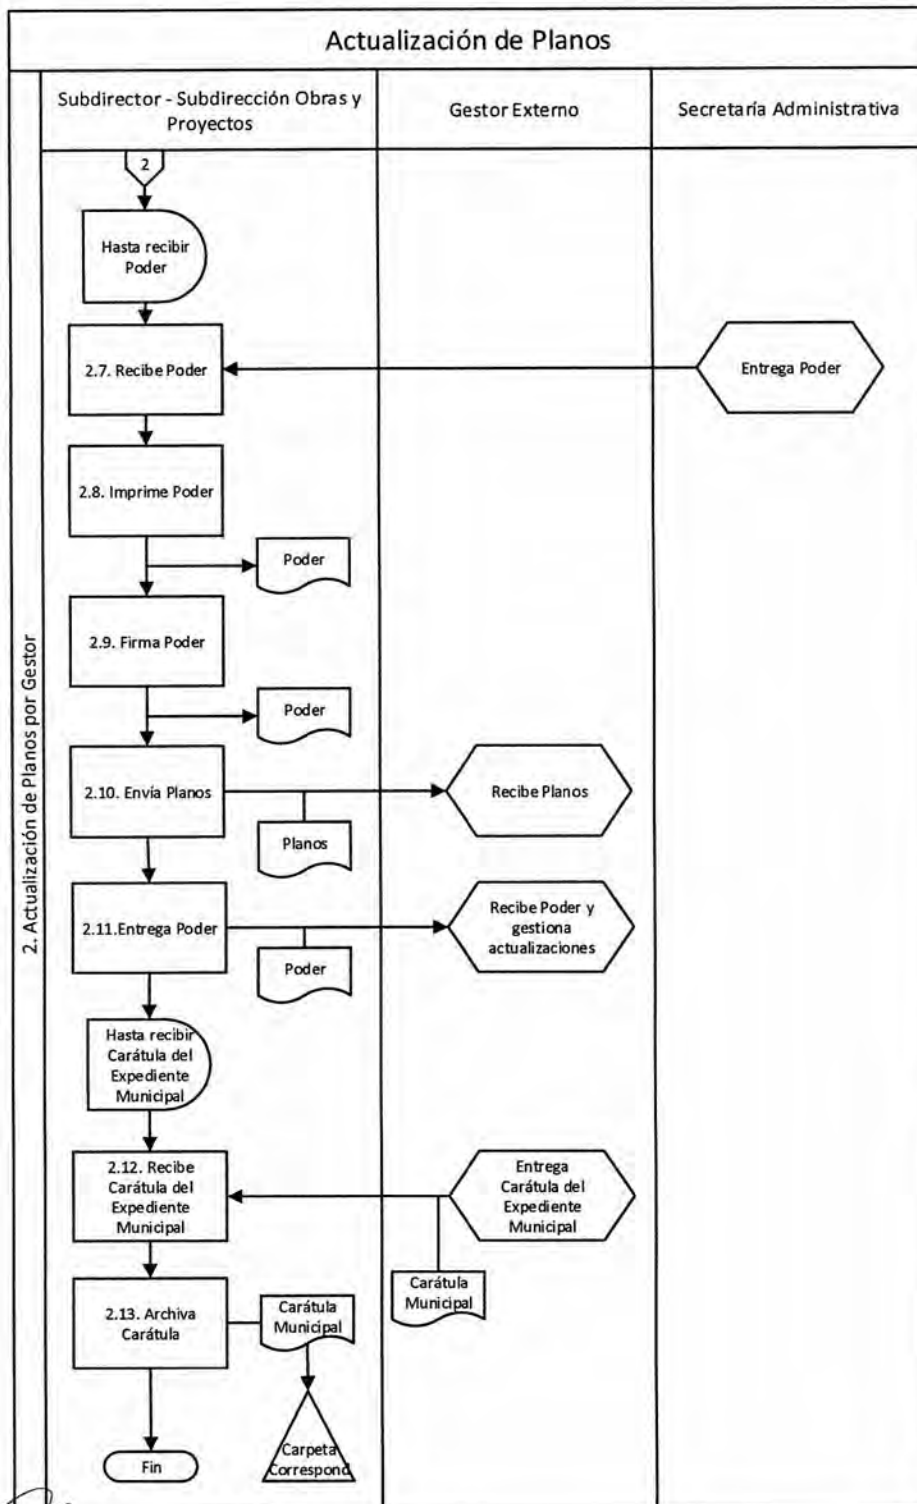 Actualización de Planos
Subdirector - Subdirección Obras y
Proyectos
Gestor Externo
Secretaría Administrativa
2. Actualización de Planos por Gestor
2
Hasta recibir
Poder
2.7. Recibe Poder
Entrega Poder
2.8. Imprime Poder
Poder
2.9. Firma Poder
Poder
2.10. Envía Planos
Recibe Planos
Planos
2.11.Entrega Poder
Recibe Poder y
gestiona
actualizaciones
Poder
Hasta recibir
Carátula del
Expediente
Municipal
2.12. Recibe
Carátula del
Expediente
Municipal
Entrega
Carátula del
Expediente
Municipal
Carátula
Municipal
2.13. Archiva
Carátula
Carátula
Municipal
Carpeta
Correspond
Fin